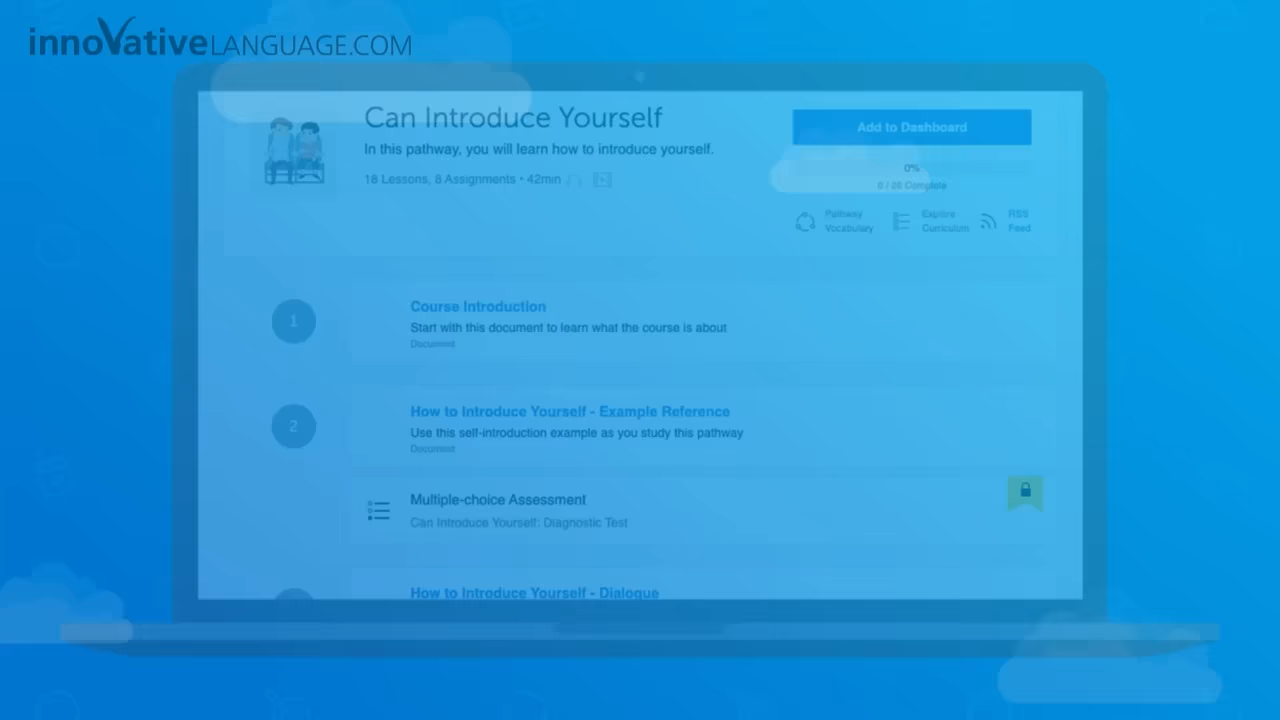 innoVativeLANGUAGE.COM
Can Introduce Yourself
In this pathway, you will learn how to introduce yourself.
18 Lessons, 8 Assignments • 42min
Add to Dashboard
0%
0 / 26 Complete
Pathway
Vocabulary
Explore
Curriculum
RSS
Feed
1
Course Introduction
Start with this document to learn what the course is about
Document
2
How to Introduce Yourself - Example Reference
Use this self-introduction example as you study this pathway
Document
Multiple-choice Assessment
Can Introduce Yourself: Diagnostic Test
How to Introduce Yourself - Dialogue